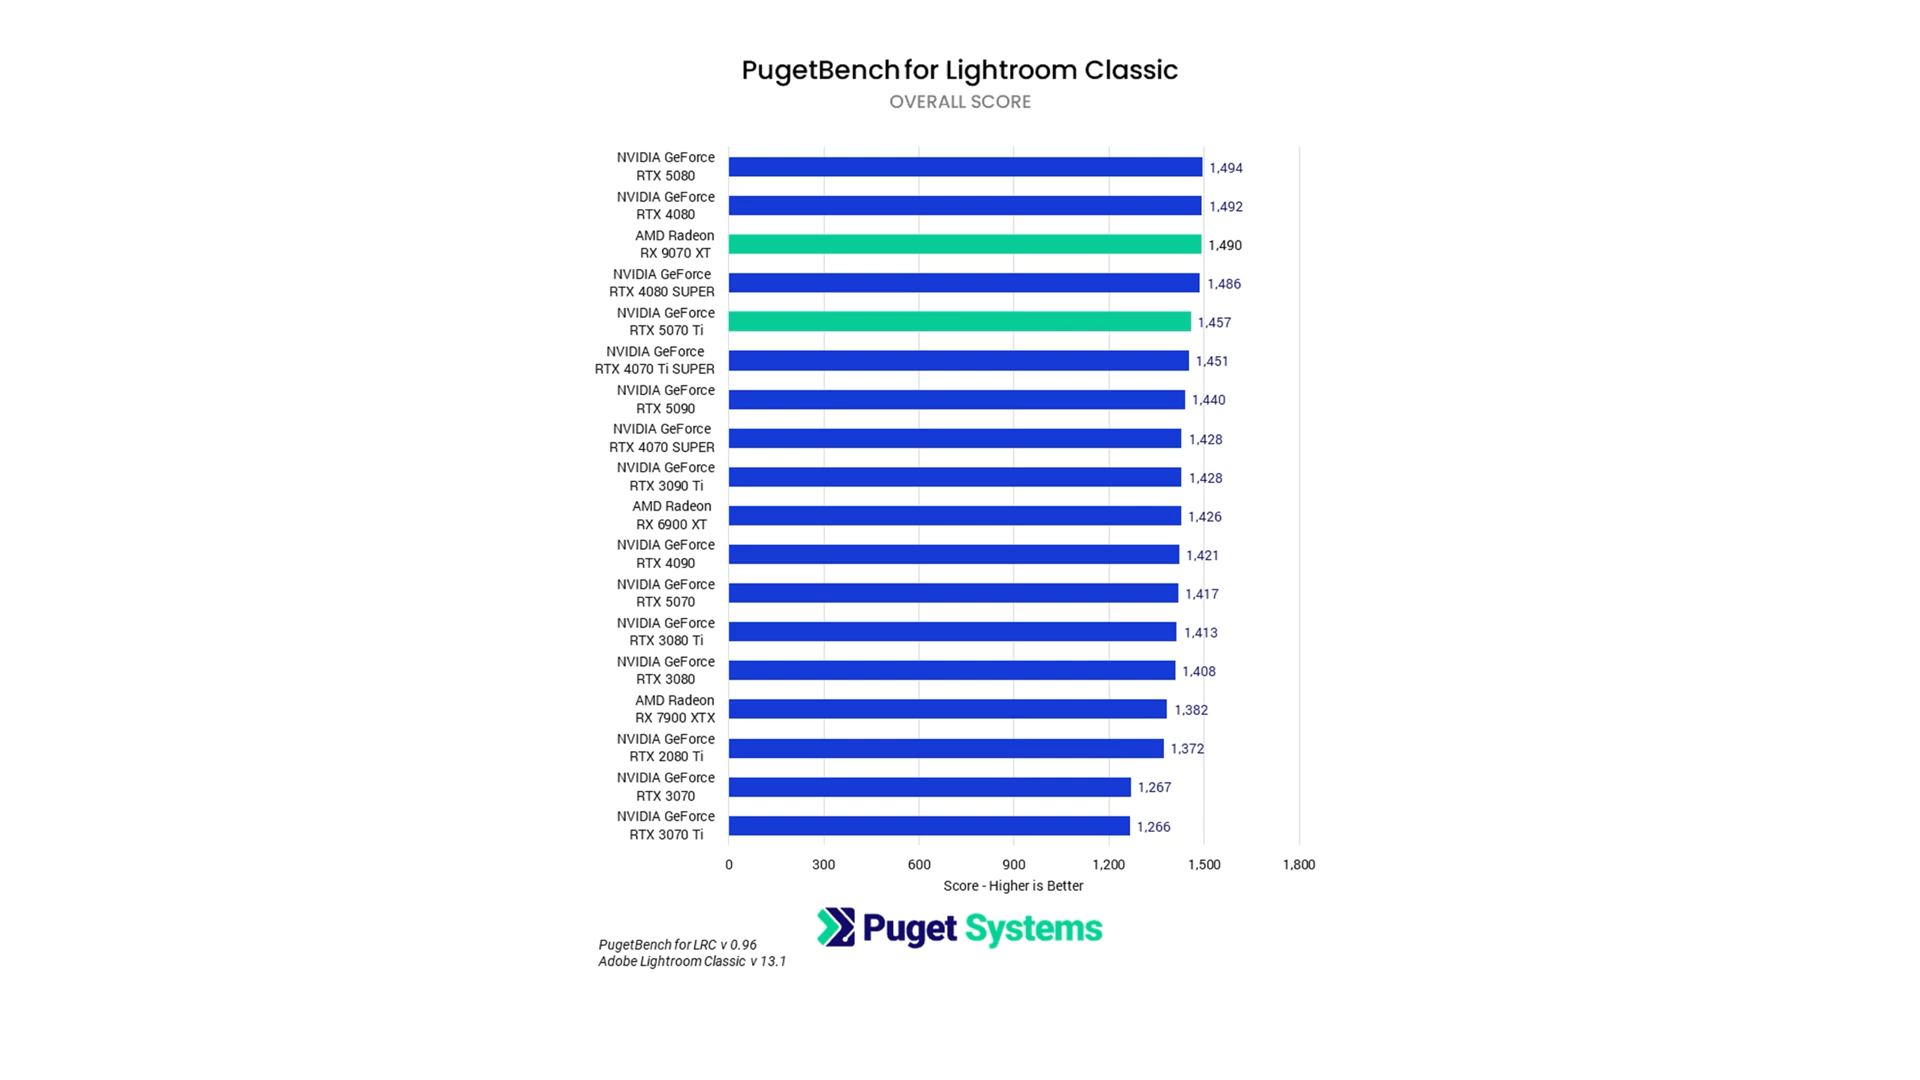 PugetBench for Lightroom Classic
OVERALL SCORE
NVIDIA GeForce
RTX 5080
1,494
NVIDIA GeForce
RTX 4080
1,492
AMD Radeon
RX 9070 XT
1,490
NVIDIA GeForce
RTX 4080 SUPER
1,486
NVIDIA GeForce
RTX 5070 Ti
1,457
NVIDIA GeForce
RTX 4070 Ti SUPER
1,451
NVIDIA GeForce
RTX 5090
1,440
NVIDIA GeForce
RTX 4070 SUPER
1,428
NVIDIA GeForce
RTX 3090 Ti
1,428
AMD Radeon
RX 6900 XT
1,426
NVIDIA GeForce
RTX 4090
1,421
NVIDIA GeForce
RTX 5070
1,417
NVIDIA GeForce
RTX 3080 Ti
1,413
NVIDIA GeForce
RTX 3080
1,408
AMD Radeon
RX 7900 XTX
1,382
NVIDIA GeForce
RTX 2080 Ti
1,372
NVIDIA GeForce
RTX 3070
1,267
NVIDIA GeForce
RTX 3070 Ti
1,266
0 300 600 900 1,200 1,500 1,800
Score - Higher is Better
Puget Systems
PugetBench for LRC v 0.96
Adobe Lightroom Classic v 13.1